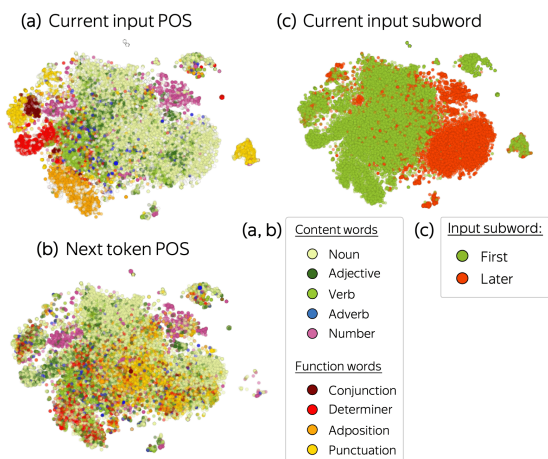 (a) Current input POS
(c) Current input subword
(b) Next token POS
(a, b)
Content words
Noun
Adjective
Verb
Adverb
Number
Function words
Conjunction
Determiner
Adposition
Punctuation
(c)
Input subword:
First
Later